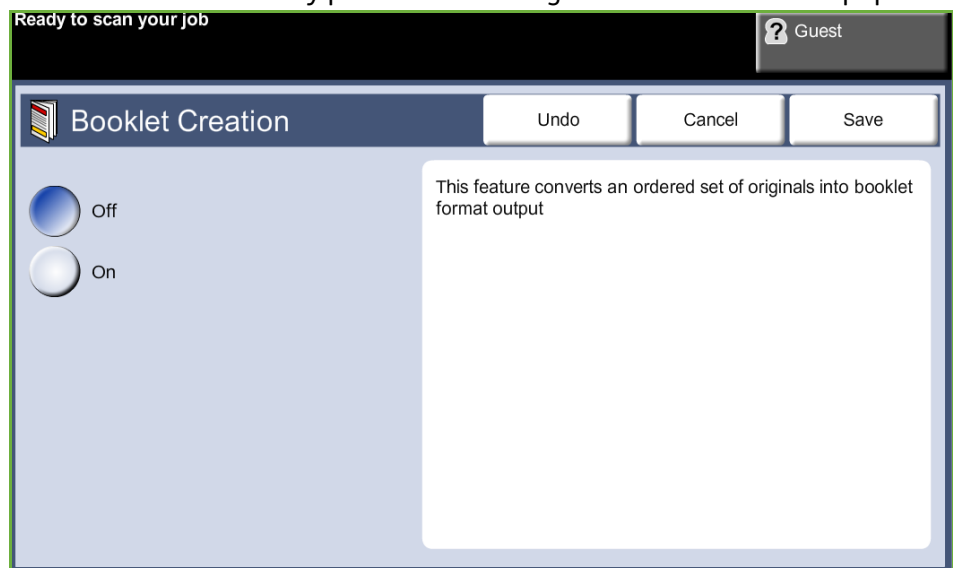 Ready to scan your job
? Guest
Booklet Creation
Undo
Cancel
Save
Off
On
This feature converts an ordered set of originals into booklet
format output